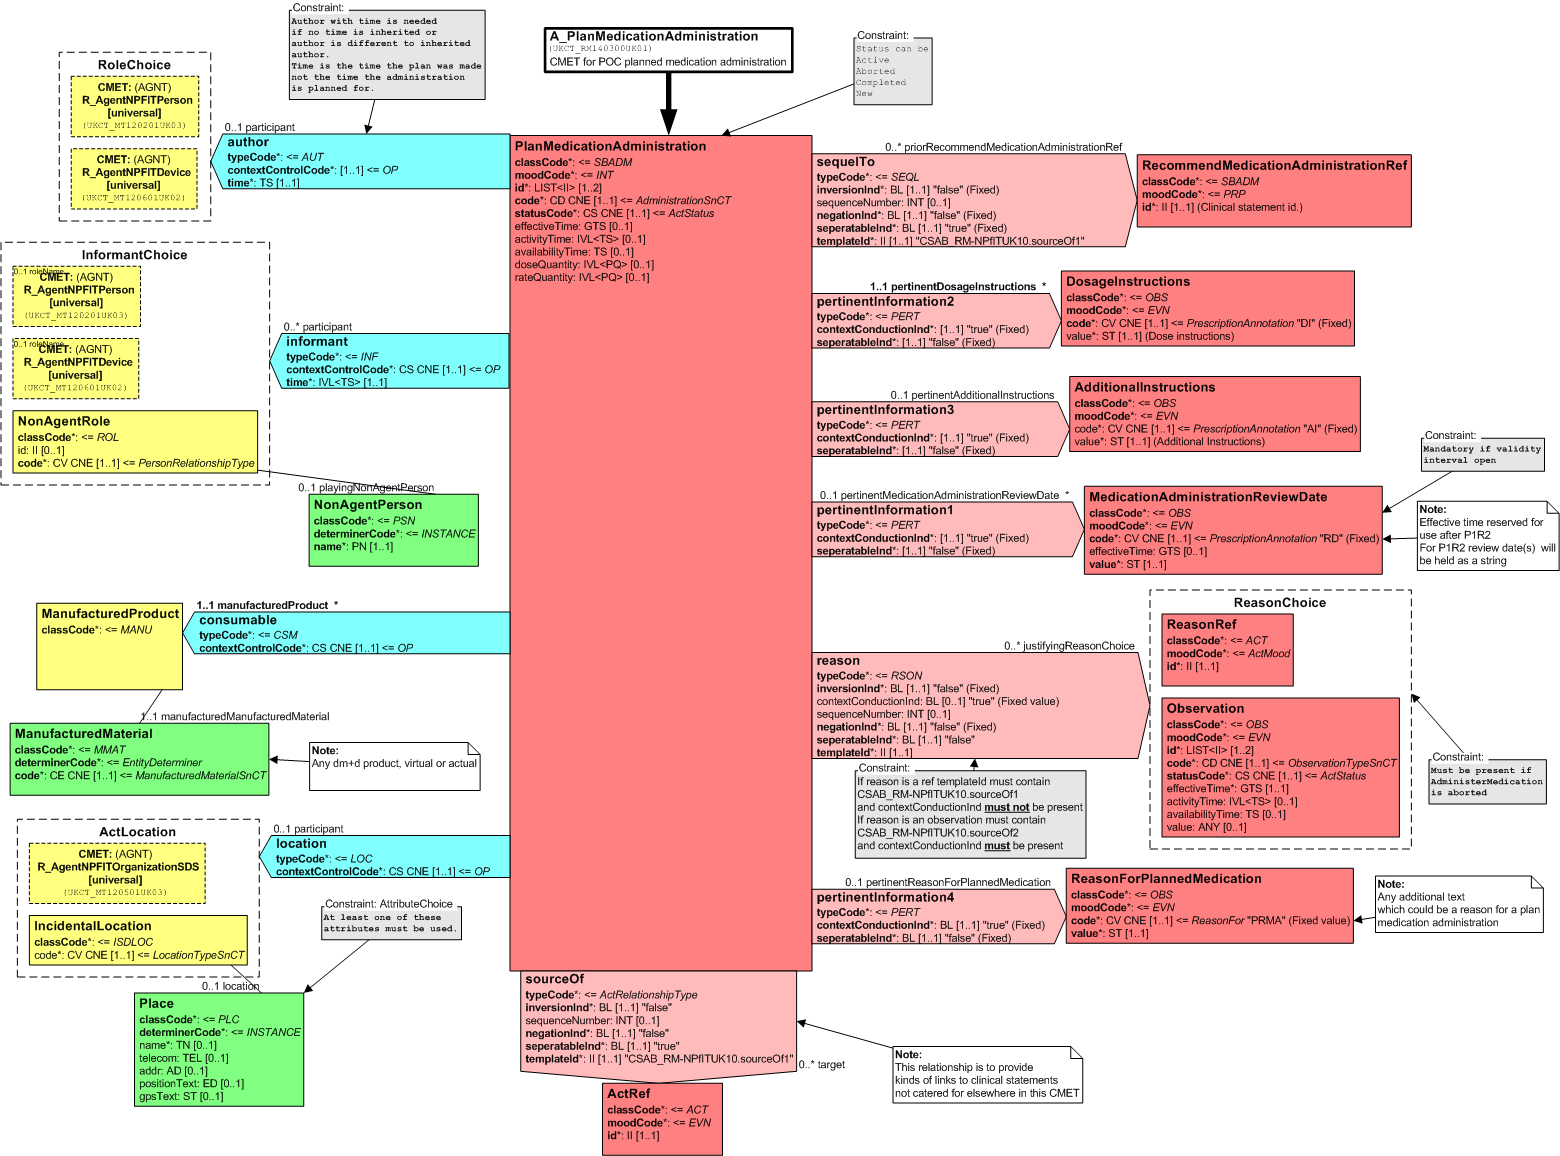 Constraint:
Author with time is needed
if no time is inherited or
author is different to inherited
author.
Time is the time the plan was made
not the time the administration
is planned for.
A_PlanMedicationAdministration
(UKCT_RM140300UK01)
CMET for POC planned medication administration
Constraint:
Status can be
Active
Aborted
Completed
New
RoleChoice
CMET: (AGNT)
R_AgentNPFITPerson
[universal]
(UKCT_MT120201UK03)
CMET: (AGNT)
R_AgentNPFITDevice
[universal]
(UKCT_MT120601UK02)
0..1 participant
author
typeCode*: <= AUT
contextControlCode*: [1..1] <= OP
time*: TS [1..1]
PlanMedicationAdministration
classCode*: <= SBADM
moodCode*: <= INT
id*: LIST<II> [1..2]
code*: CD CNE [1..1] <= AdministrationSnCT
statusCode*: CS CNE [1..1] <= ActStatus
effectiveTime: GTS [0..1]
activityTime: IVL<TS> [0..1]
availabilityTime: TS [0..1]
doseQuantity: IVL<PQ> [0..1]
rateQuantity: IVL<PQ> [0..1]
0..* priorRecommendMedicationAdministrationRef
sequelTo
typeCode*: <= SEQL
inversionInd*: BL [1..1] "false" (Fixed)
sequenceNumber: INT [0..1]
negationInd*: BL [1..1] "false" (Fixed)
seperatableInd*: BL [1..1] "true" (Fixed)
templateId*: II [1..1] "CSAB_RM-NPfITUK10.sourceOf1"
RecommendMedicationAdministrationRef
classCode*: <= SBADM
moodCode*: <= PRP
id*: II [1..1] (Clinical statement id.)
InformantChoice
0..1 roleName
CMET: (AGNT)
R_AgentNPFITPerson
[universal]
(UKCT_MT120201UK03)
0..1 roleName
CMET: (AGNT)
R_AgentNPFITDevice
[universal]
(UKCT_MT120601UK02)
NonAgentRole
classCode*: <= ROL
id: II [0..1]
code*: CV CNE [1..1] <= PersonRelationshipType
0..* participant
informant
typeCode*: <= INF
contextControlCode*: CS CNE [1..1] <= OP
time*: IVL<TS> [1..1]
0..1 playingNonAgentPerson
NonAgentPerson
classCode*: <= PSN
determinerCode*: <= INSTANCE
name*: PN [1..1]
1..1 pertinentDosageInstructions *
pertinentInformation2
typeCode*: <= PERT
contextConductionInd*: [1..1] "true" (Fixed)
seperatableInd*: [1..1] "false" (Fixed)
DosageInstructions
classCode*: <= OBS
moodCode*: <= EVN
code*: CV CNE [1..1] <= PrescriptionAnnotation "DI" (Fixed)
value*: ST [1..1] (Dose instructions)
0..1 pertinentAdditionalInstructions
pertinentInformation3
typeCode*: <= PERT
contextConductionInd*: [1..1] "true" (Fixed)
seperatableInd*: [1..1] "false" (Fixed)
AdditionalInstructions
classCode*: <= OBS
moodCode*: <= EVN
code*: CV CNE [1..1] <= PrescriptionAnnotation "AI" (Fixed)
value*: ST [1..1] (Additional Instructions)
0..1 pertinentMedicationAdministrationReviewDate *
pertinentInformation1
typeCode*: <= PERT
contextConductionInd*: [1..1] "true" (Fixed)
seperatableInd*: [1..1] "false" (Fixed)
MedicationAdministrationReviewDate
classCode*: <= OBS
moodCode*: <= EVN
code*: CV CNE [1..1] <= PrescriptionAnnotation "RD" (Fixed)
effectiveTime: GTS [0..1]
value*: ST [1..1]
Constraint:
Mandatory if validity
interval open
Note:
Effective time reserved for
use after P1R2
For P1R2 review date(s) will
be held as a string
ManufacturedProduct
classCode*: <= MANU
1..1 manufacturedProduct *
consumable
typeCode*: <= CSM
contextControlCode*: CS CNE [1..1] <= OP
1..1 manufacturedManufacturedMaterial
ManufacturedMaterial
classCode*: <= MMAT
determinerCode*: <= EntityDeterminer
code*: CE CNE [1..1] <= ManufacturedMaterialSnCT
Note:
Any dm+d product, virtual or actual
0..* justifyingReasonChoice
reason
typeCode*: <= RSON
inversionInd*: BL [1..1] "false" (Fixed)
contextConductionInd: BL [0..1] "true" (Fixed value)
sequenceNumber: INT [0..1]
negationInd*: BL [1..1] "false" (Fixed)
seperatableInd*: BL [1..1] "false"
templateId*: II [1..1]
Constraint:
If reason is a ref templateId must contain
CSAB_RM-NPfITUK10.sourceOf1
and contextConductionInd must not be present
If reason is an observation must contain
CSAB_RM-NPfITUK10.sourceOf2
and contextConductionInd must be present
ReasonChoice
ReasonRef
classCode*: <= ACT
moodCode*: <= ActMood
id*: II [1..1]
Observation
classCode*: <= OBS
moodCode*: <= EVN
id*: LIST<II> [1..2]
code*: CD CNE [1..1] <= ObservationTypeSnCT
statusCode*: CS CNE [1..1] <= ActStatus
effectiveTime*: GTS [1..1]
activityTime: IVL<TS> [0..1]
availabilityTime: TS [0..1]
value: ANY [0..1]
Constraint:
Must be present if
AdministerMedication
is aborted
ActLocation
CMET: (AGNT)
R_AgentNPFITOrganizationSDS
[universal]
(UKCT_MT120501UK03)
IncidentalLocation
classCode*: <= ISDLOC
code*: CV CNE [1..1] <= LocationTypeSnCT
0..1 participant
location
typeCode*: <= LOC
contextControlCode*: CS CNE [1..1] <= OP
Constraint: AttributeChoice
At least one of these
attributes must be used.
0..1 location
Place
classCode*: <= PLC
determinerCode*: <= INSTANCE
name*: TN [0..1]
telecom: TEL [0..1]
addr: AD [0..1]
positionText: ED [0..1]
gpsText: ST [0..1]
0..1 pertinentReasonForPlannedMedication
pertinentInformation4
typeCode*: <= PERT
contextConductionInd*: BL [1..1] "true" (Fixed)
seperatableInd*: BL [1..1] "false" (Fixed)
ReasonForPlannedMedication
classCode*: <= OBS
moodCode*: <= EVN
code*: CV CNE [1..1] <= ReasonFor "PRMA" (Fixed value)
value*: ST [1..1]
Note:
Any additional text
which could be a reason for a plan
medication administration
sourceOf
typeCode*: <= ActRelationshipType
inversionInd*: BL [1..1] "false"
sequenceNumber: INT [0..1]
negationInd*: BL [1..1] "false"
seperatableInd*: BL [1..1] "true"
templateId*: II [1..1] "CSAB_RM-NPfITUK10.sourceOf1"
0..* target
Note:
This relationship is to provide
kinds of links to clinical statements
not catered for elsewhere in this CMET
ActRef
classCode*: <= ACT
moodCode*: <= EVN
id*: II [1..1]